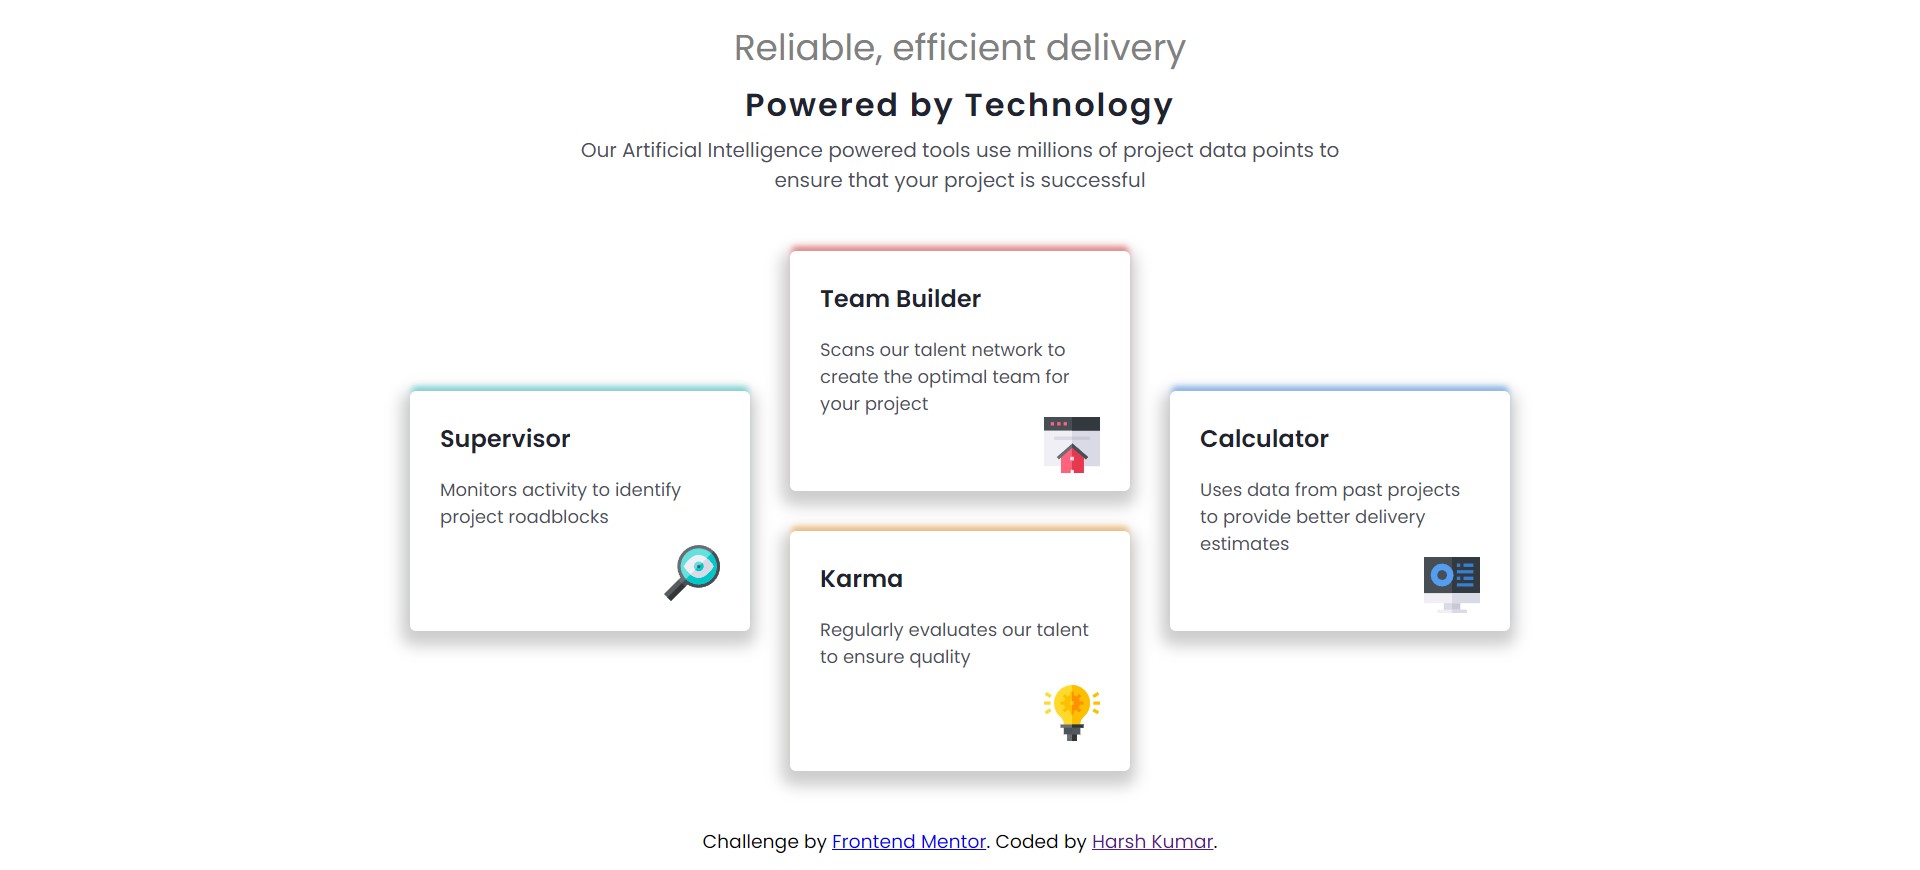 Reliable, efficient delivery
Powered by Technology
Our Artificial Intelligence powered tools use millions of project data points to
ensure that your project is successful
Supervisor
Monitors activity to identify
project roadblocks
Team Builder
Scans our talent network to
create the optimal team for
your project
Karma
Regularly evaluates our talent
to ensure quality
Calculator
Uses data from past projects
to provide better delivery
estimates
Challenge by Frontend Mentor. Coded by Harsh Kumar.